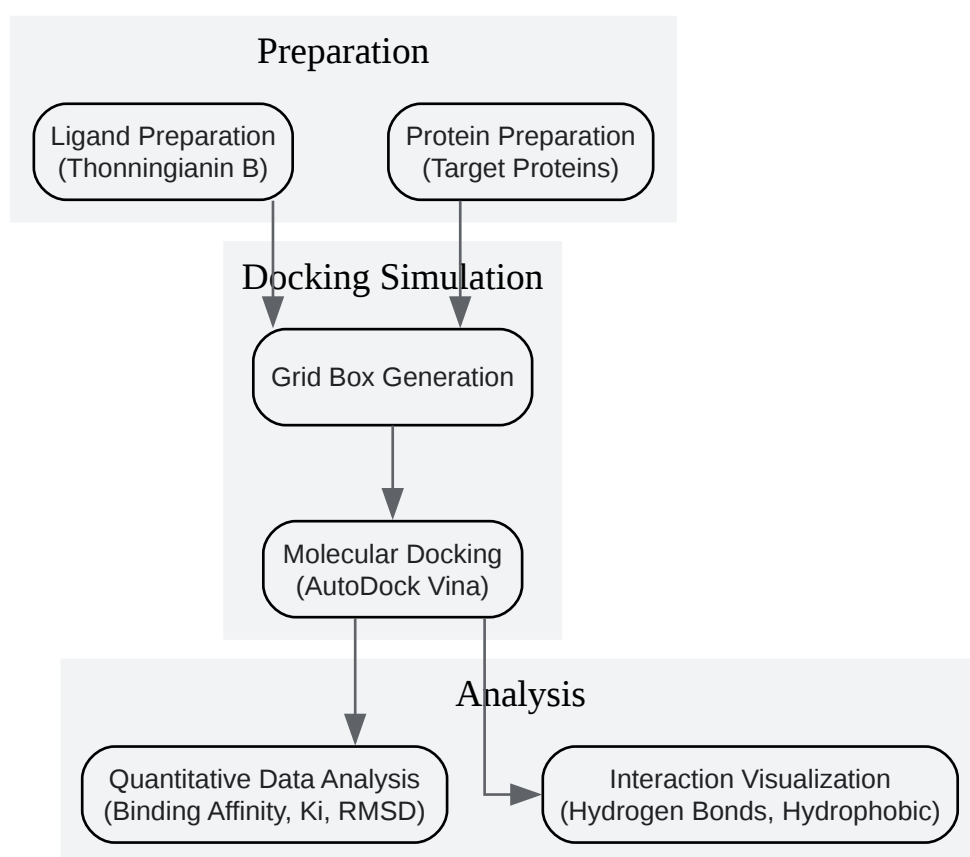 Preparation
Ligand Preparation
(Thonningianin B)
Protein Preparation
(Target Proteins)
Docking Simulation
Grid Box Generation
Molecular Docking
(AutoDock Vina)
Analysis
Quantitative Data Analysis
(Binding Affinity, Ki, RMSD)
Interaction Visualization
(Hydrogen Bonds, Hydrophobic)